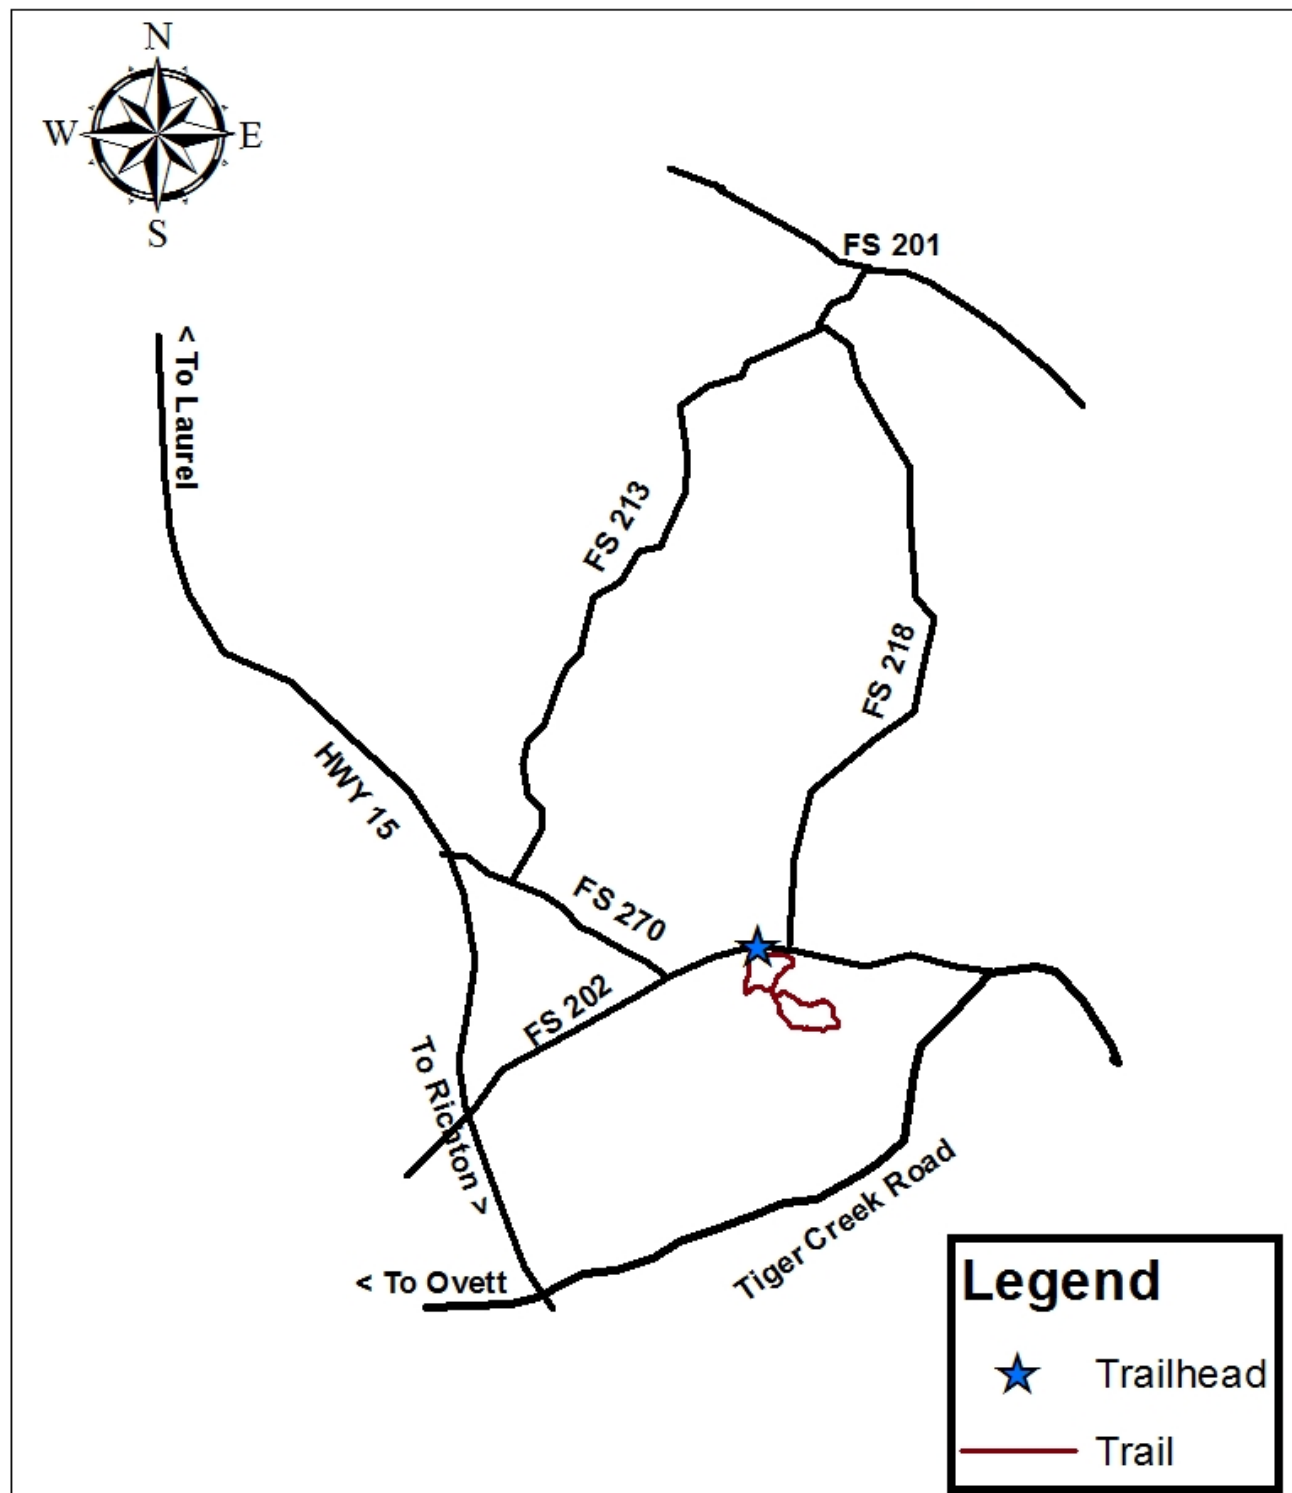 N
W
E
S
FS 201
< To Laurel
FS 213
FS 218
HWY 15
FS 270
FS 202
To Richton >
Tiger Creek Road
< To Ovett
Legend
Trailhead
Trail